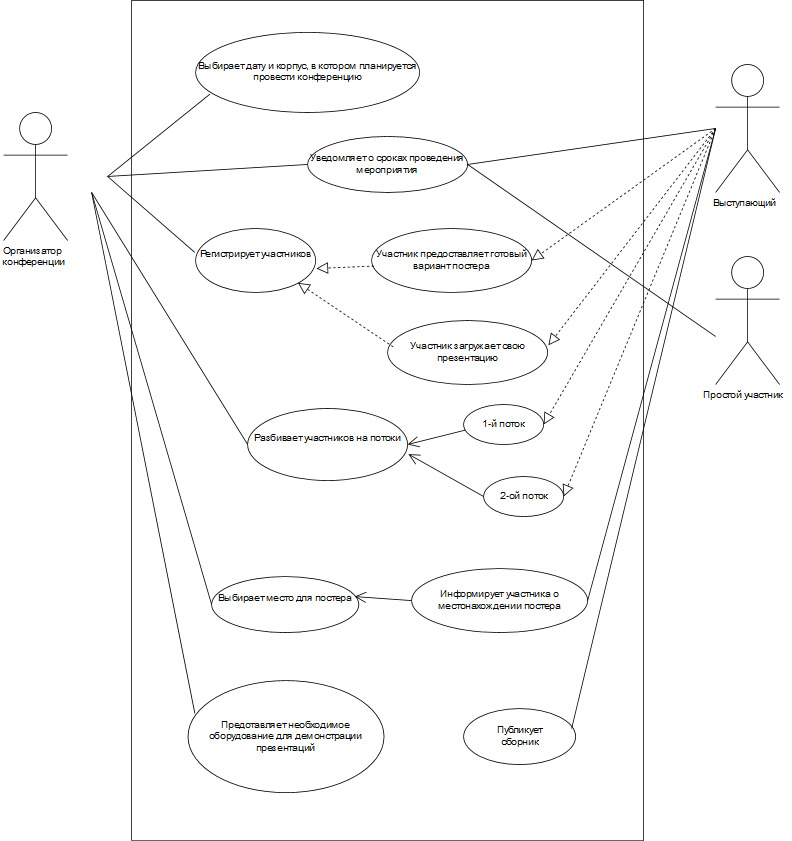 Выбирает дату и корпус, в котором планируется
провести конференцию
Уведомляет о сроках проведения
мероприятия
Выступающий
Организатор
конференции
Регистрирует участников
Участник предоставляет готовый
вариант постера
Участник загружает свою
презентацию
Простой участник
1-й поток
Разбивает участников на потоки
2-ой поток
Выбирает место для постера
Информирует участника о
местонахождении постера
Предотавляет необходимое
оборудование для демонстрации
презентаций
Публикует
сборник